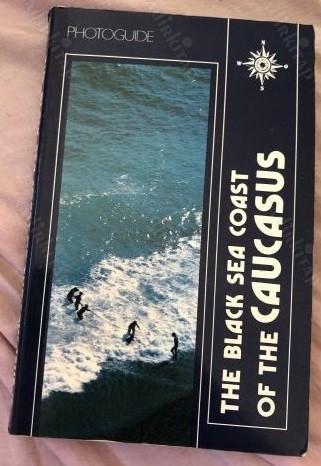 PHOTOGUIDE
N
W E
S
THE BLACK SEA COAST
OF THE CAUCASUS